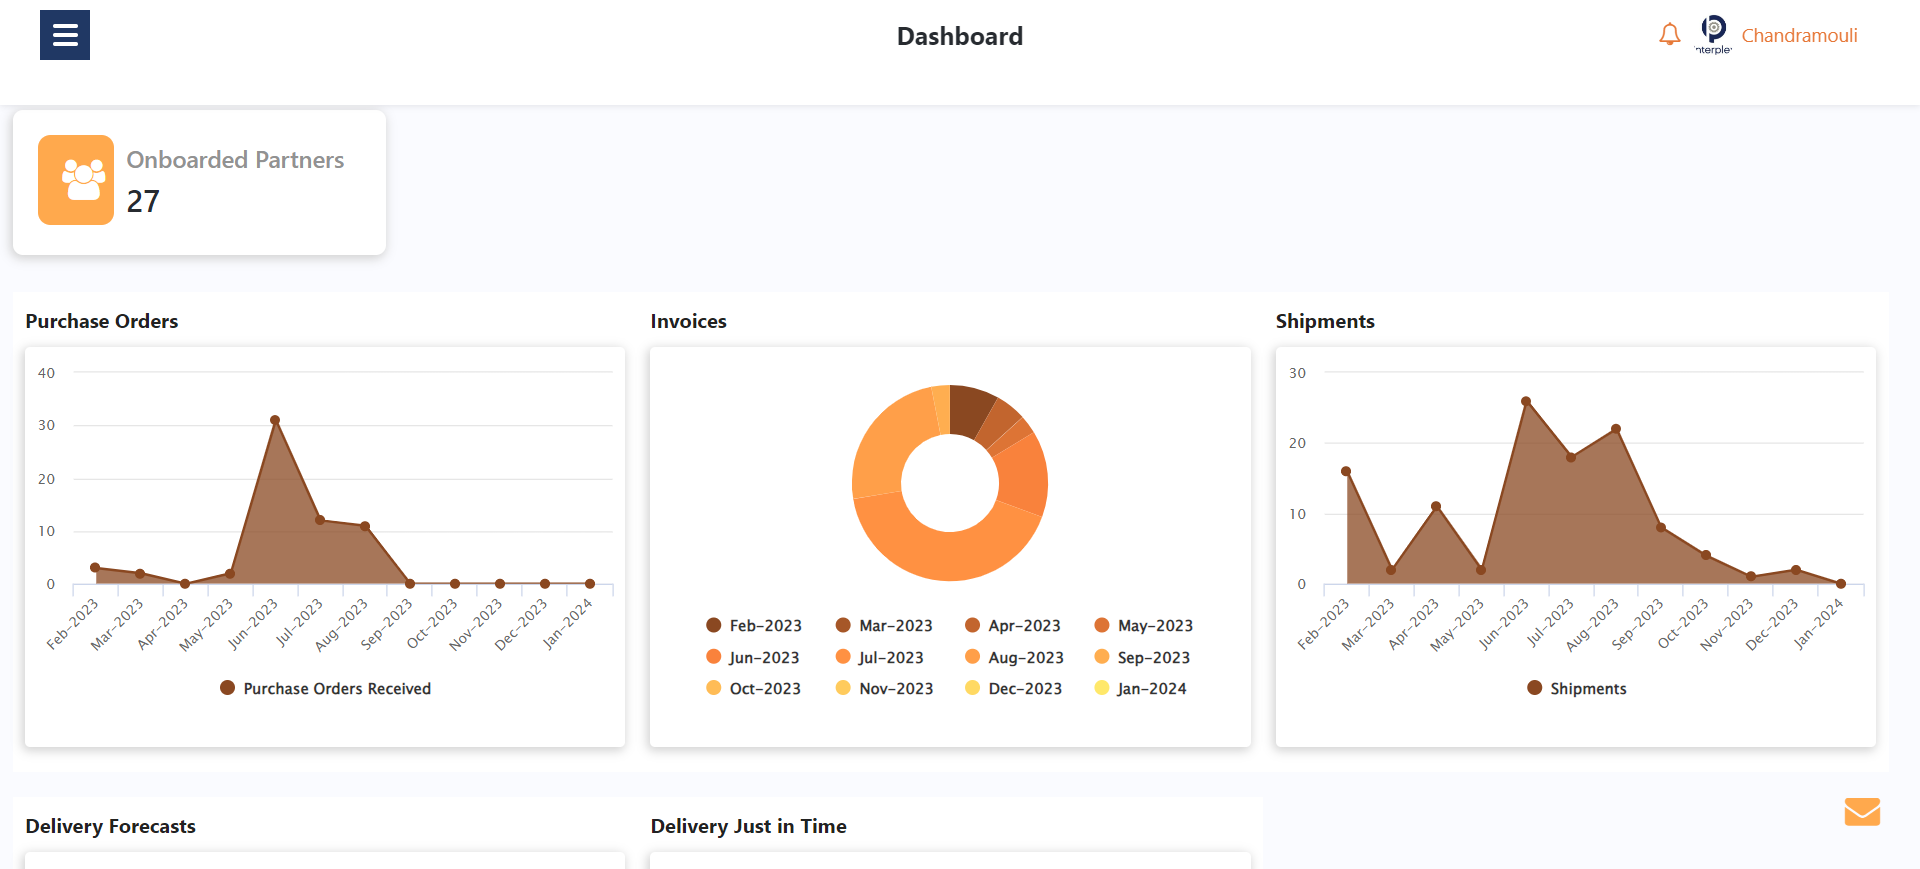 Dashboard
Chandramouli
Onboarded Partners
27
Purchase Orders
40
30
20
10
0
Feb-2023
Mar-2023
Apr-2023
May-2023
Jun-2023
Jul-2023
Aug-2023
Sep-2023
Oct-2023
Nov-2023
Dec-2023
Jan-2024
Purchase Orders Received
Invoices
Feb-2023 Mar-2023 Apr-2023 May-2023
Jun-2023 Jul-2023 Aug-2023 Sep-2023
Oct-2023 Nov-2023 Dec-2023 Jan-2024
Shipments
30
20
10
0
Feb-2023
Mar-2023
Apr-2023
May-2023
Jun-2023
Jul-2023
Aug-2023
Sep-2023
Oct-2023
Nov-2023
Dec-2023
Jan-2024
Shipments
Delivery Forecasts
Delivery Just in Time